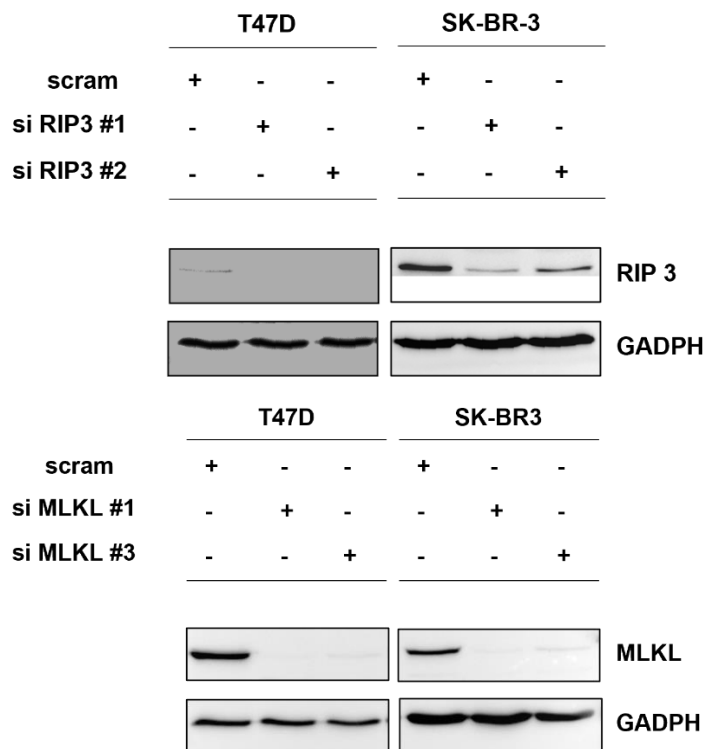 T47D SK-BR-3
scram + - - + - -
si RIP3 #1 - + - - + -
si RIP3 #2 - - + - - +
RIP 3
GADPH
T47D SK-BR3
scram + - - + - -
si MLKL #1 - + - - + -
si MLKL #3 - - + - - +
MLKL
GADPH